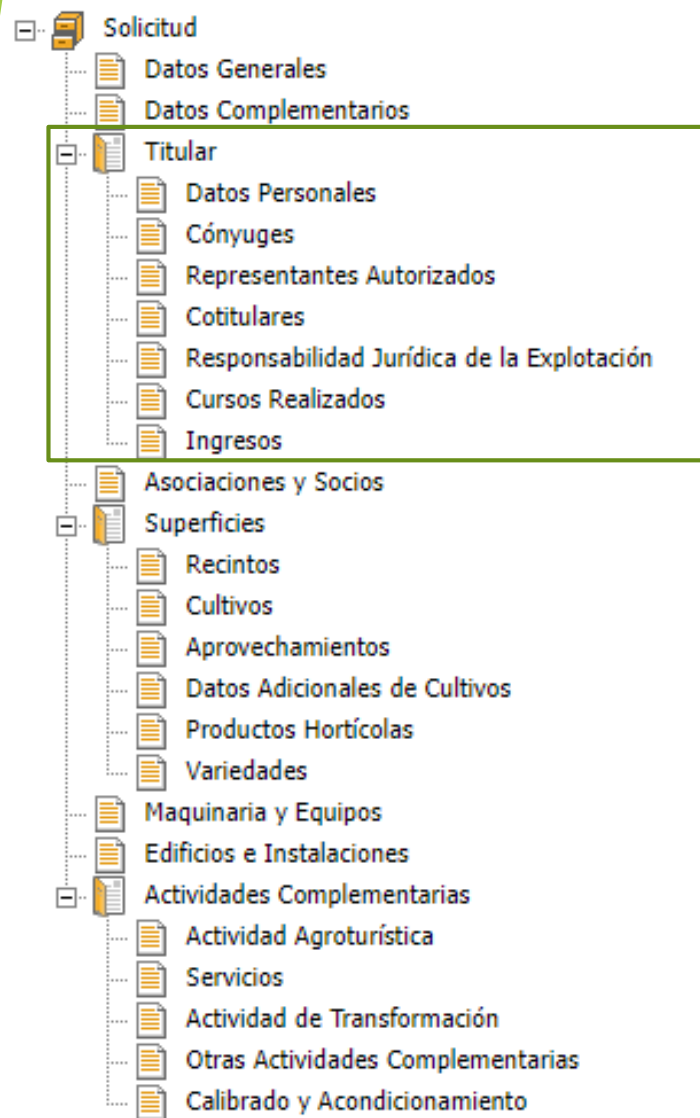 Solicitud
Datos Generales
Datos Complementarios
Titular
Datos Personales
Cónyuges
Representantes Autorizados
Cotitulares
Responsabilidad Jurídica de la Explotación
Cursos Realizados
Ingresos
Asociaciones y Socios
Superficies
Recintos
Cultivos
Aprovechamientos
Datos Adicionales de Cultivos
Productos Hortícolas
Variedades
Maquinaria y Equipos
Edificios e Instalaciones
Actividades Complementarias
Actividad Agroturística
Servicios
Actividad de Transformación
Otras Actividades Complementarias
Calibrado y Acondicionamiento